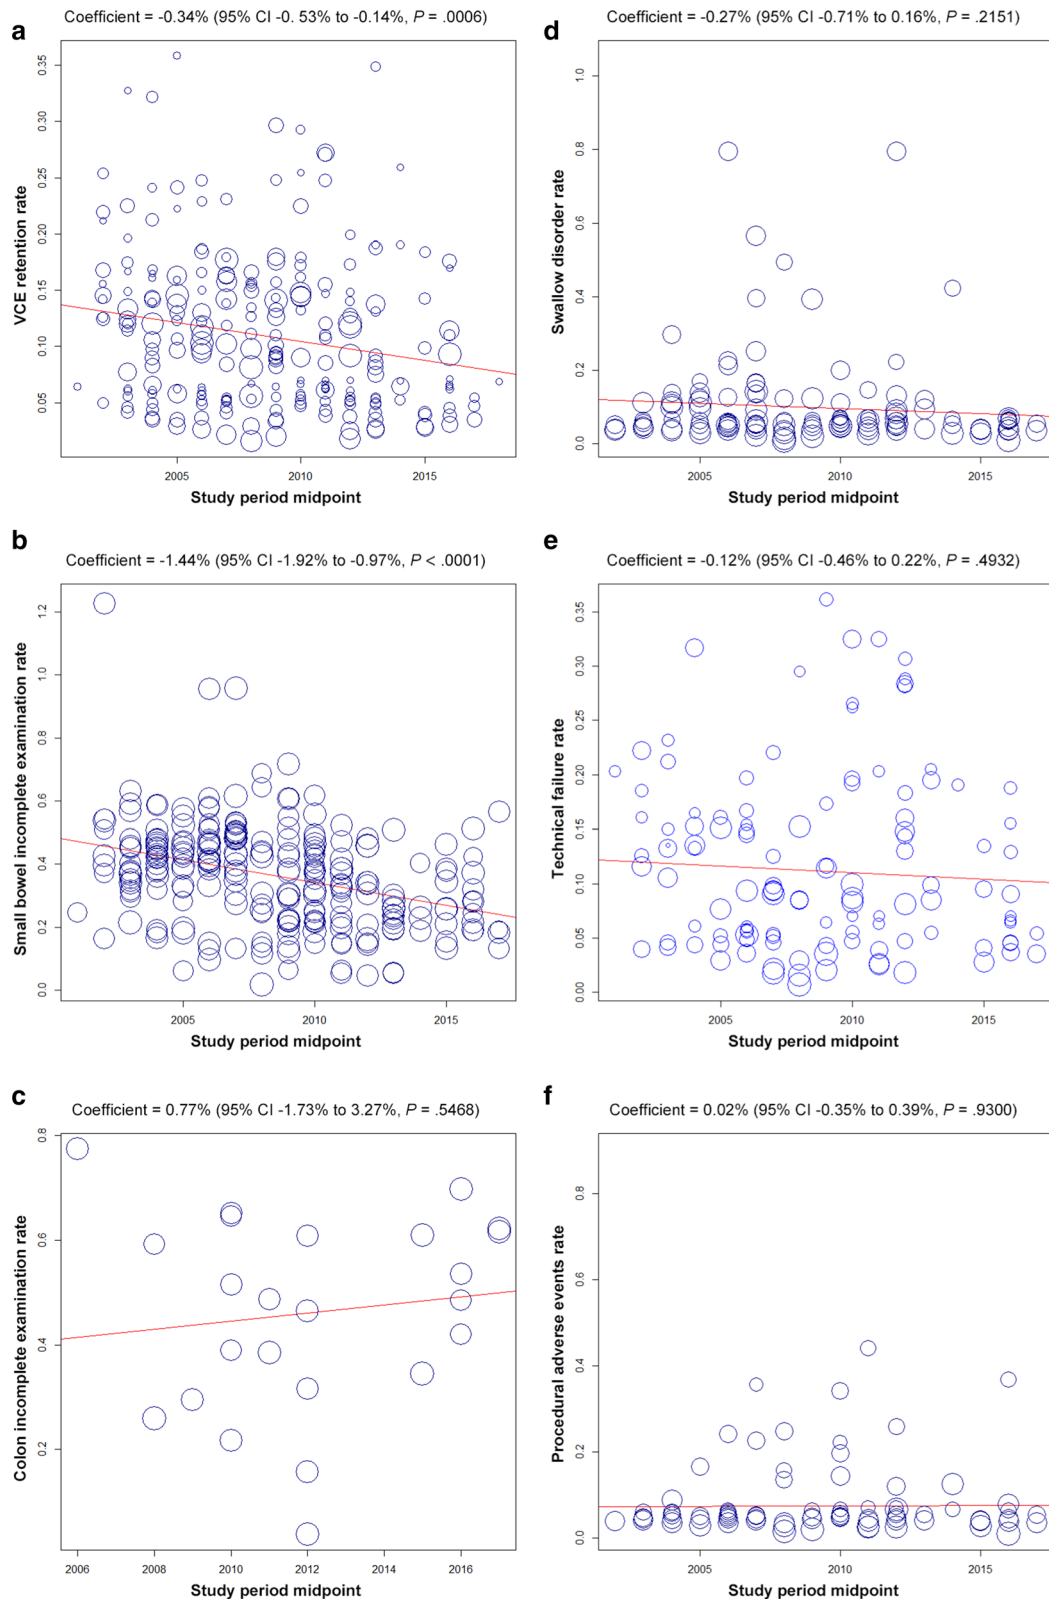 Coefficient = -0.34% (95% CI -0. 53% to -0.14%, P = .0006)
a
VCE retention rate
0.35
0.30
0.25
0.20
0.15
0.10
0.05
2005
2010
2015
Study period midpoint
Coefficient = -0.27% (95% CI -0.71% to 0.16%, P = .2151)
d
Swallow disorder rate
1.0
0.8
0.6
0.4
0.2
0.0
2005
2010
2015
Study period midpoint
b
Coefficient = -1.44% (95% CI -1.92% to -0.97%, P < .0001)
Small bowel incomplete examination rate
1.2
1.0
0.8
0.6
0.4
0.2
0.0
2005
2010
2015
Study period midpoint
e
Coefficient = -0.12% (95% CI -0.46% to 0.22%, P = .4932)
Technical failure rate
0.35
0.30
0.25
0.20
0.15
0.10
0.05
0.00
2005
2010
2015
Study period midpoint
c
Coefficient = 0.77% (95% CI -1.73% to 3.27%, P = .5468)
Colon incomplete examination rate
0.8
0.6
0.4
0.2
2006
2008
2010
2012
2014
2016
Study period midpoint
f
Coefficient = 0.02% (95% CI -0.35% to 0.39%, P = .9300)
Procedural adverse events rate
0.8
0.6
0.4
0.2
0.0
2005
2010
2015
Study period midpoint